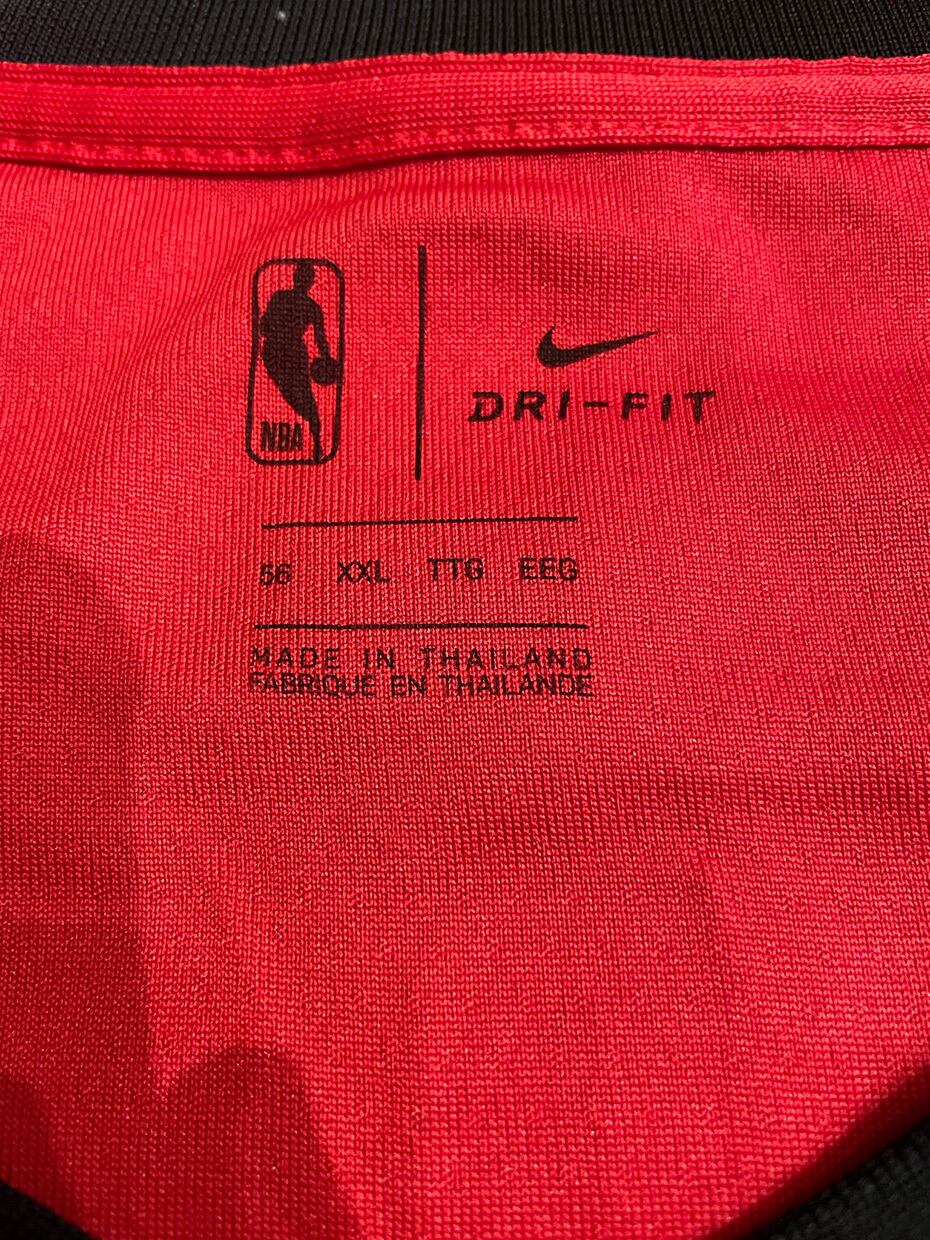 NBA
DRI-FIT
56 XXL TTG EEG
MADE IN THAILAND
FABRIQUE EN THAILANDE